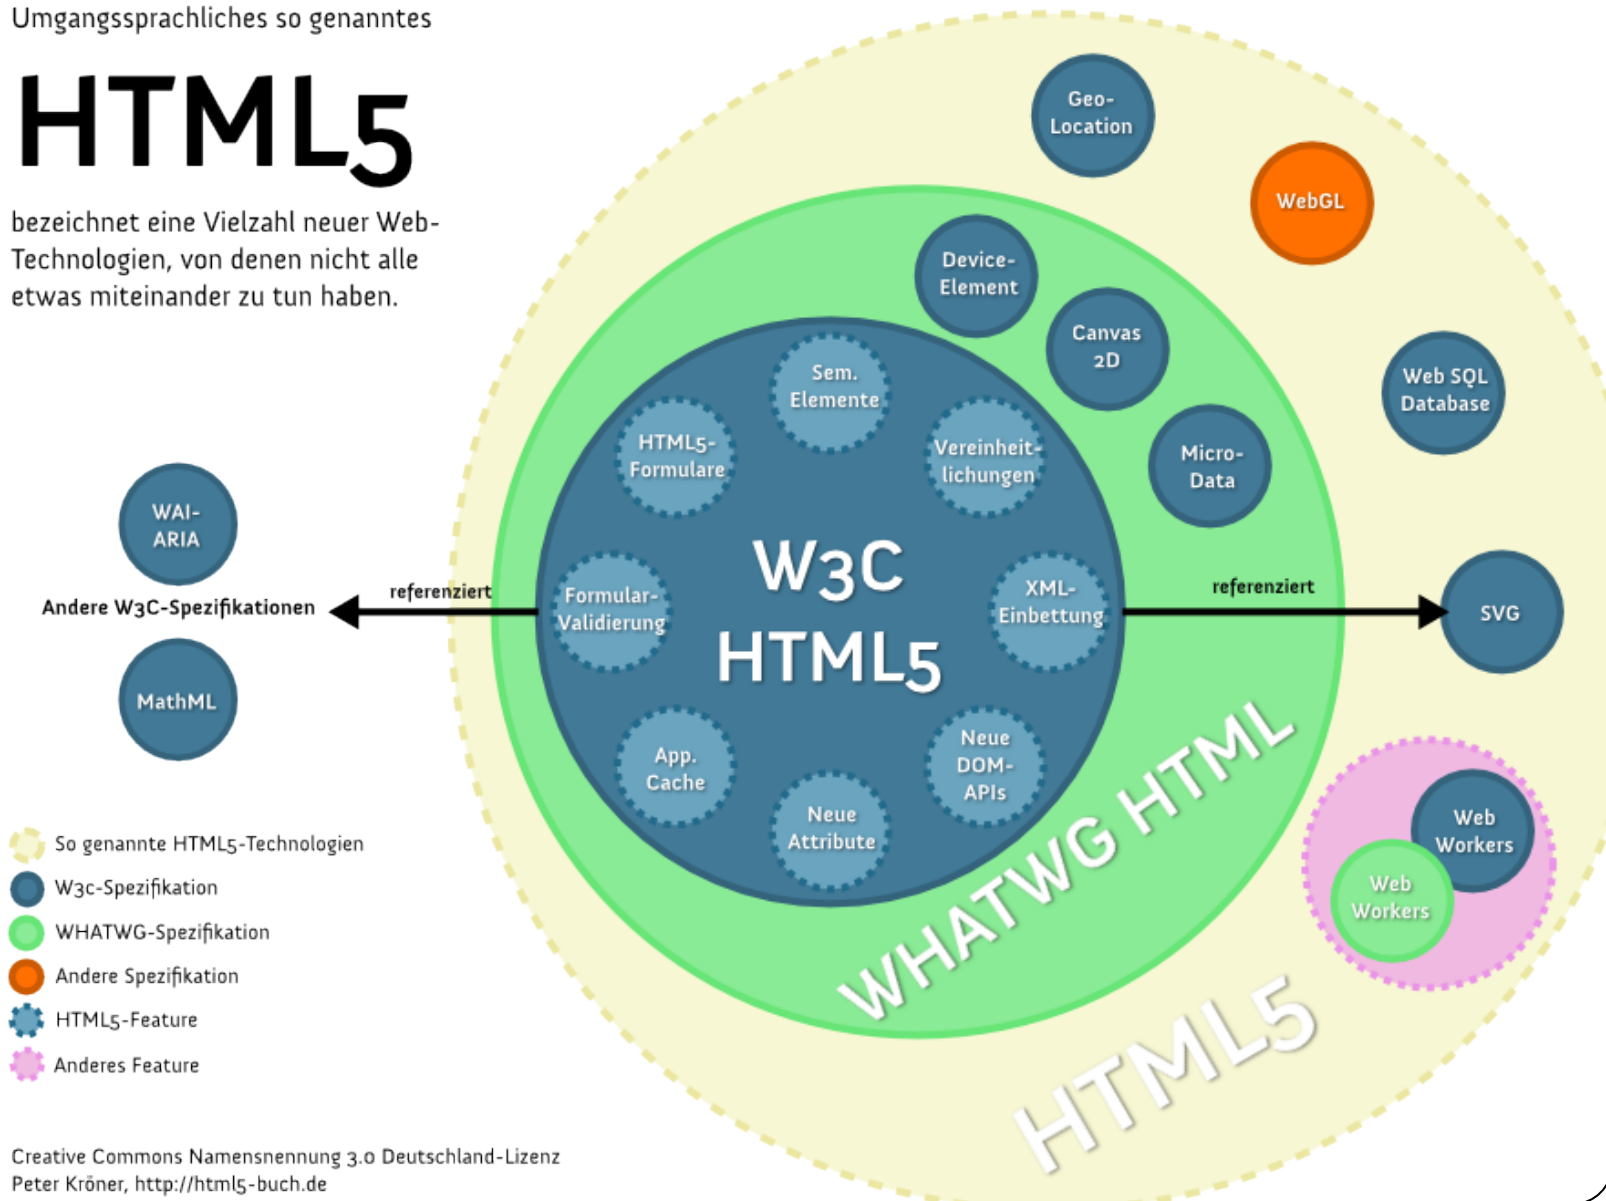 Umgangssprachliches so genanntes
HTML5
bezeichnet eine Vielzahl neuer Web-
Technologien, von denen nicht alle
etwas miteinander zu tun haben.
Geo-
Location
WebGL
Device-
Element
Canvas
2D
Web SQL
Database
Micro-
Data
Sem.
Elemente
HTML5-
Formulare
Vereinheit-
lichungen
W3C
HTML5
Formular-
Validierung
XML-
Einbettung
App.
Cache
Neue
Attribute
Neue
DOM-
APIs
WAI-
ARIA
referenziert
Andere W3C-Spezifikationen
MathML
referenziert
SVG
WHATWG HTML
Web
Workers
Web
Workers
HTML5
So genannte HTML5-Technologien
W3c-Spezifikation
WHATWG-Spezifikation
Andere Spezifikation
HTML5-Feature
Anderes Feature
Creative Commons Namensnennung 3.0 Deutschland-Lizenz
Peter Kröner, http://html5-buch.de